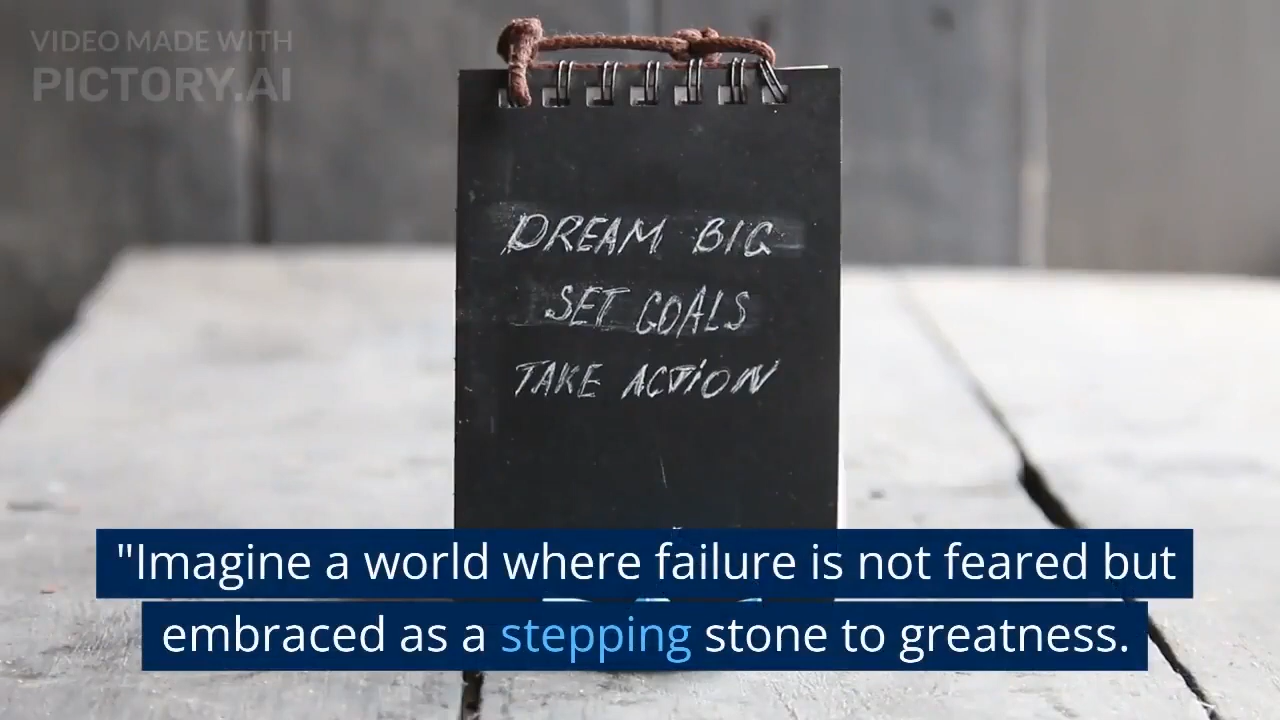 VIDEO MADE WITH
PICTORY.AI
DREAM BIG
SET GOALS
TAKE ACTION
"Imagine a world where failure is not feared but
embraced as a stepping stone to greatness.